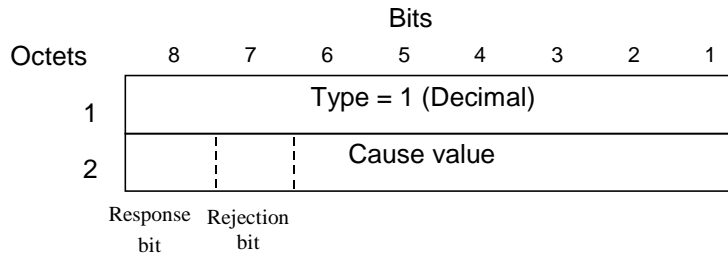 Bits
Octets 8 7 6 5 4 3 2 1
1 Type = 1 (Decimal)
2 Cause value
Response bit
Rejection bit